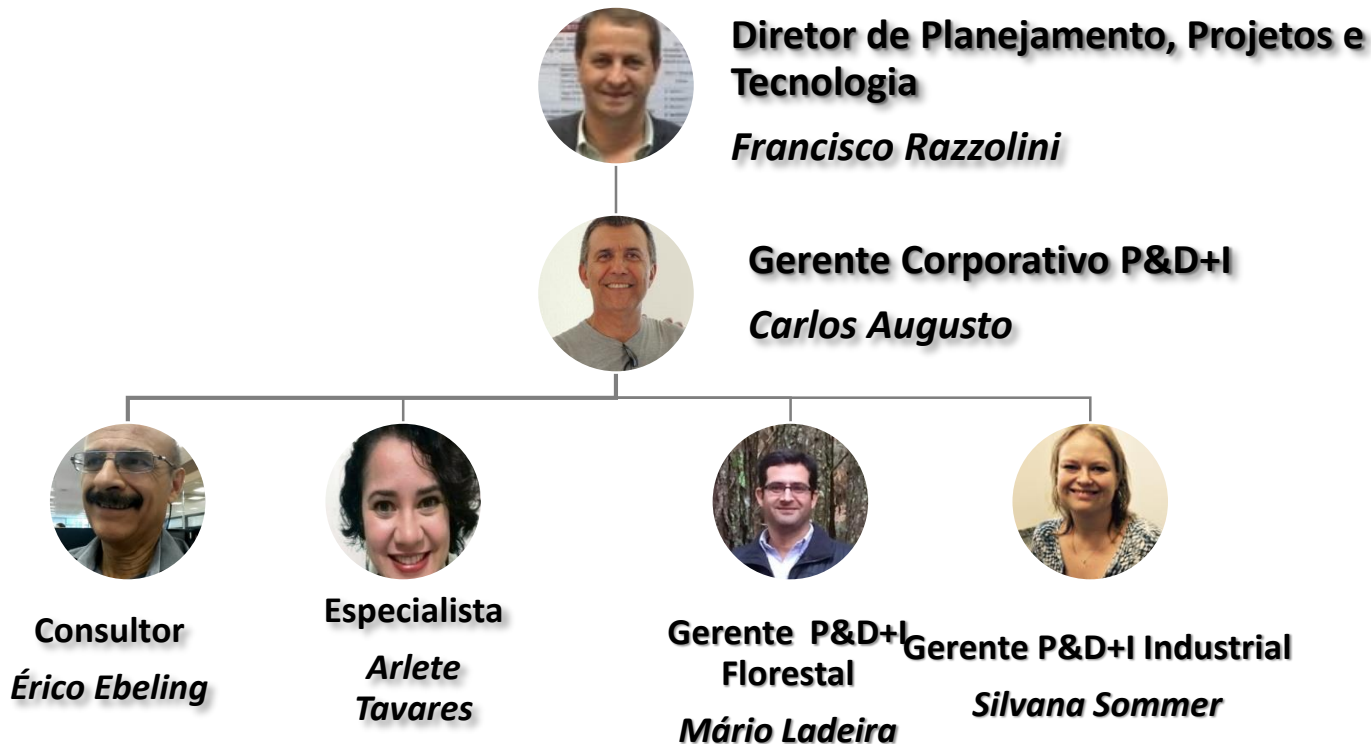 Diretor de Planejamento, Projetos e
Tecnologia
Francisco Razzolini
Gerente Corporativo P&D+I
Carlos Augusto
Consultor
Érico Ebeling
Especialista
Arlete
Tavares
Gerente P&D+I
Florestal
Mário Ladeira
Gerente P&D+I Industrial
Silvana Sommer